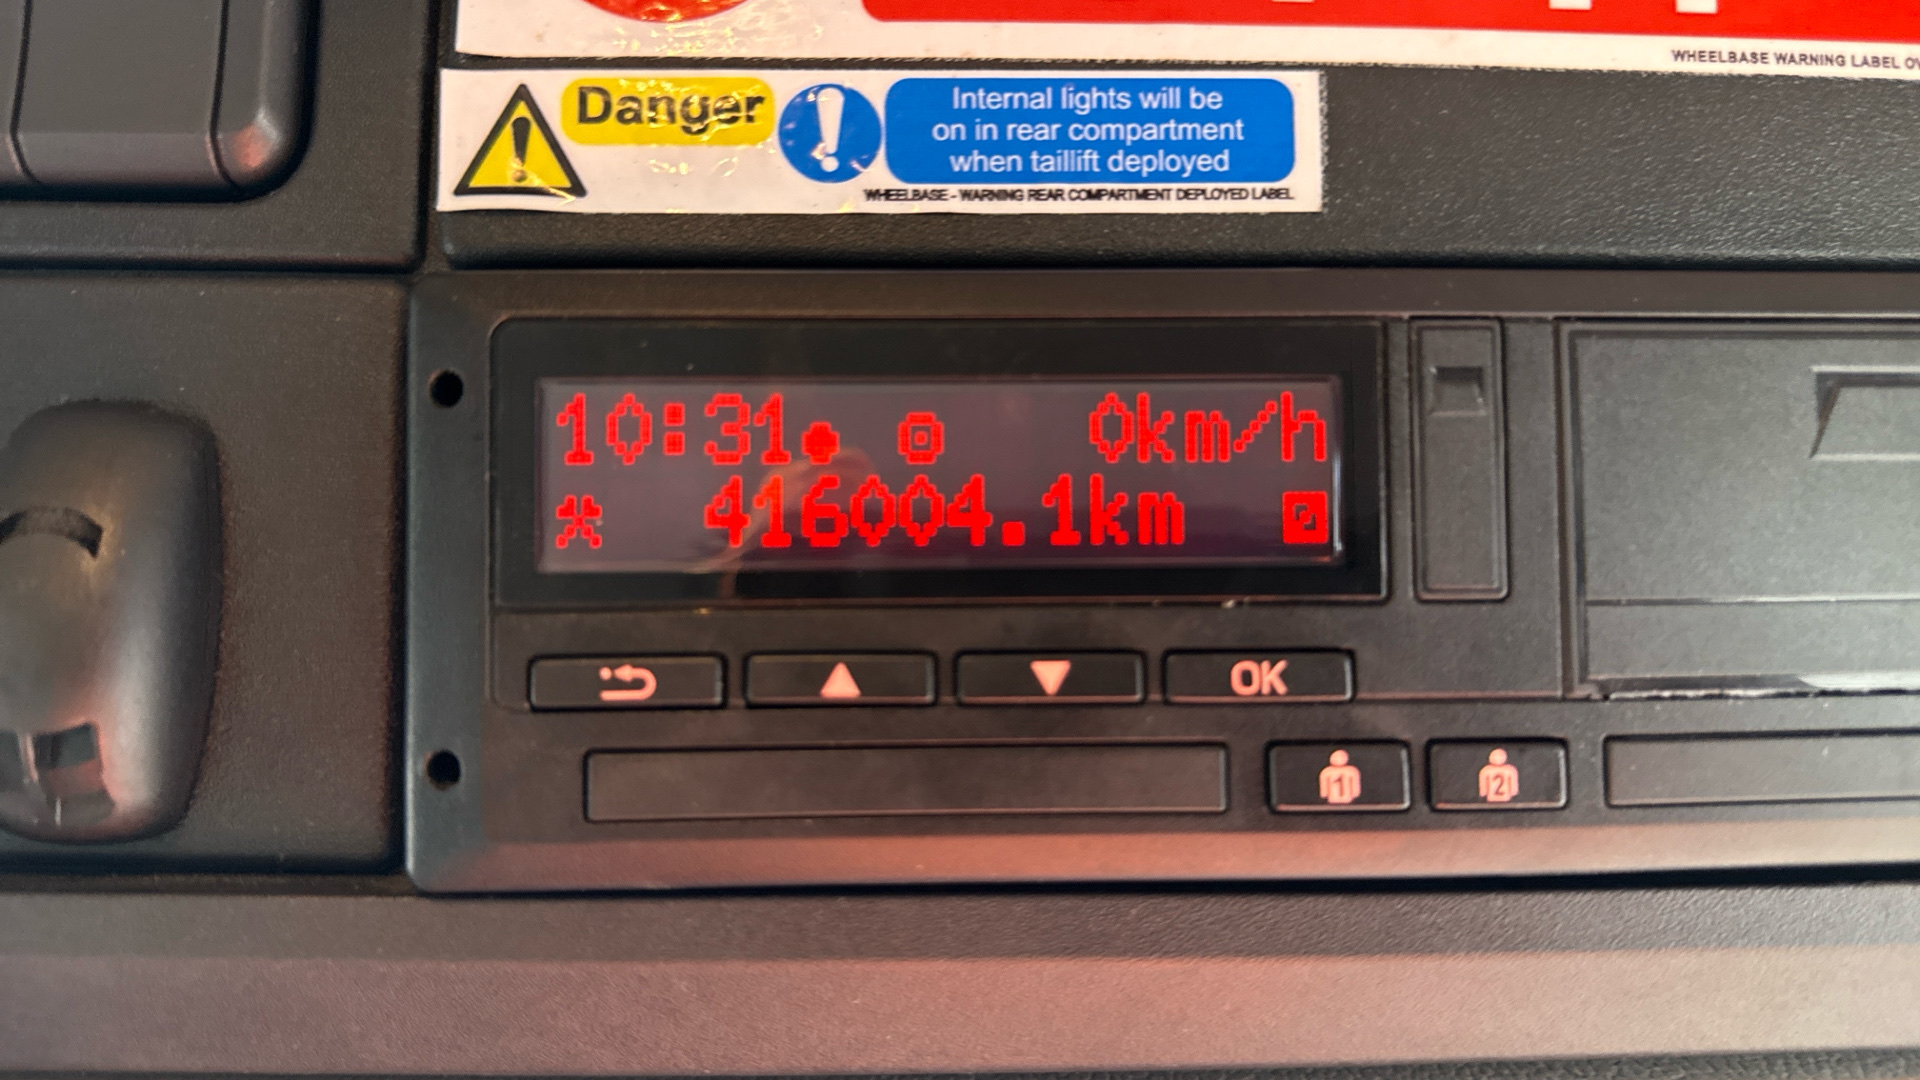 WHEELBASE WARNING LABEL OV
Danger
Internal lights will be
on in rear compartment
when taillift deployed
WHEELBASE - WARNING REAR COMPARTMENT DEPLOYED LABEL
10:31 0km/h
416004.1km
OK
1 2